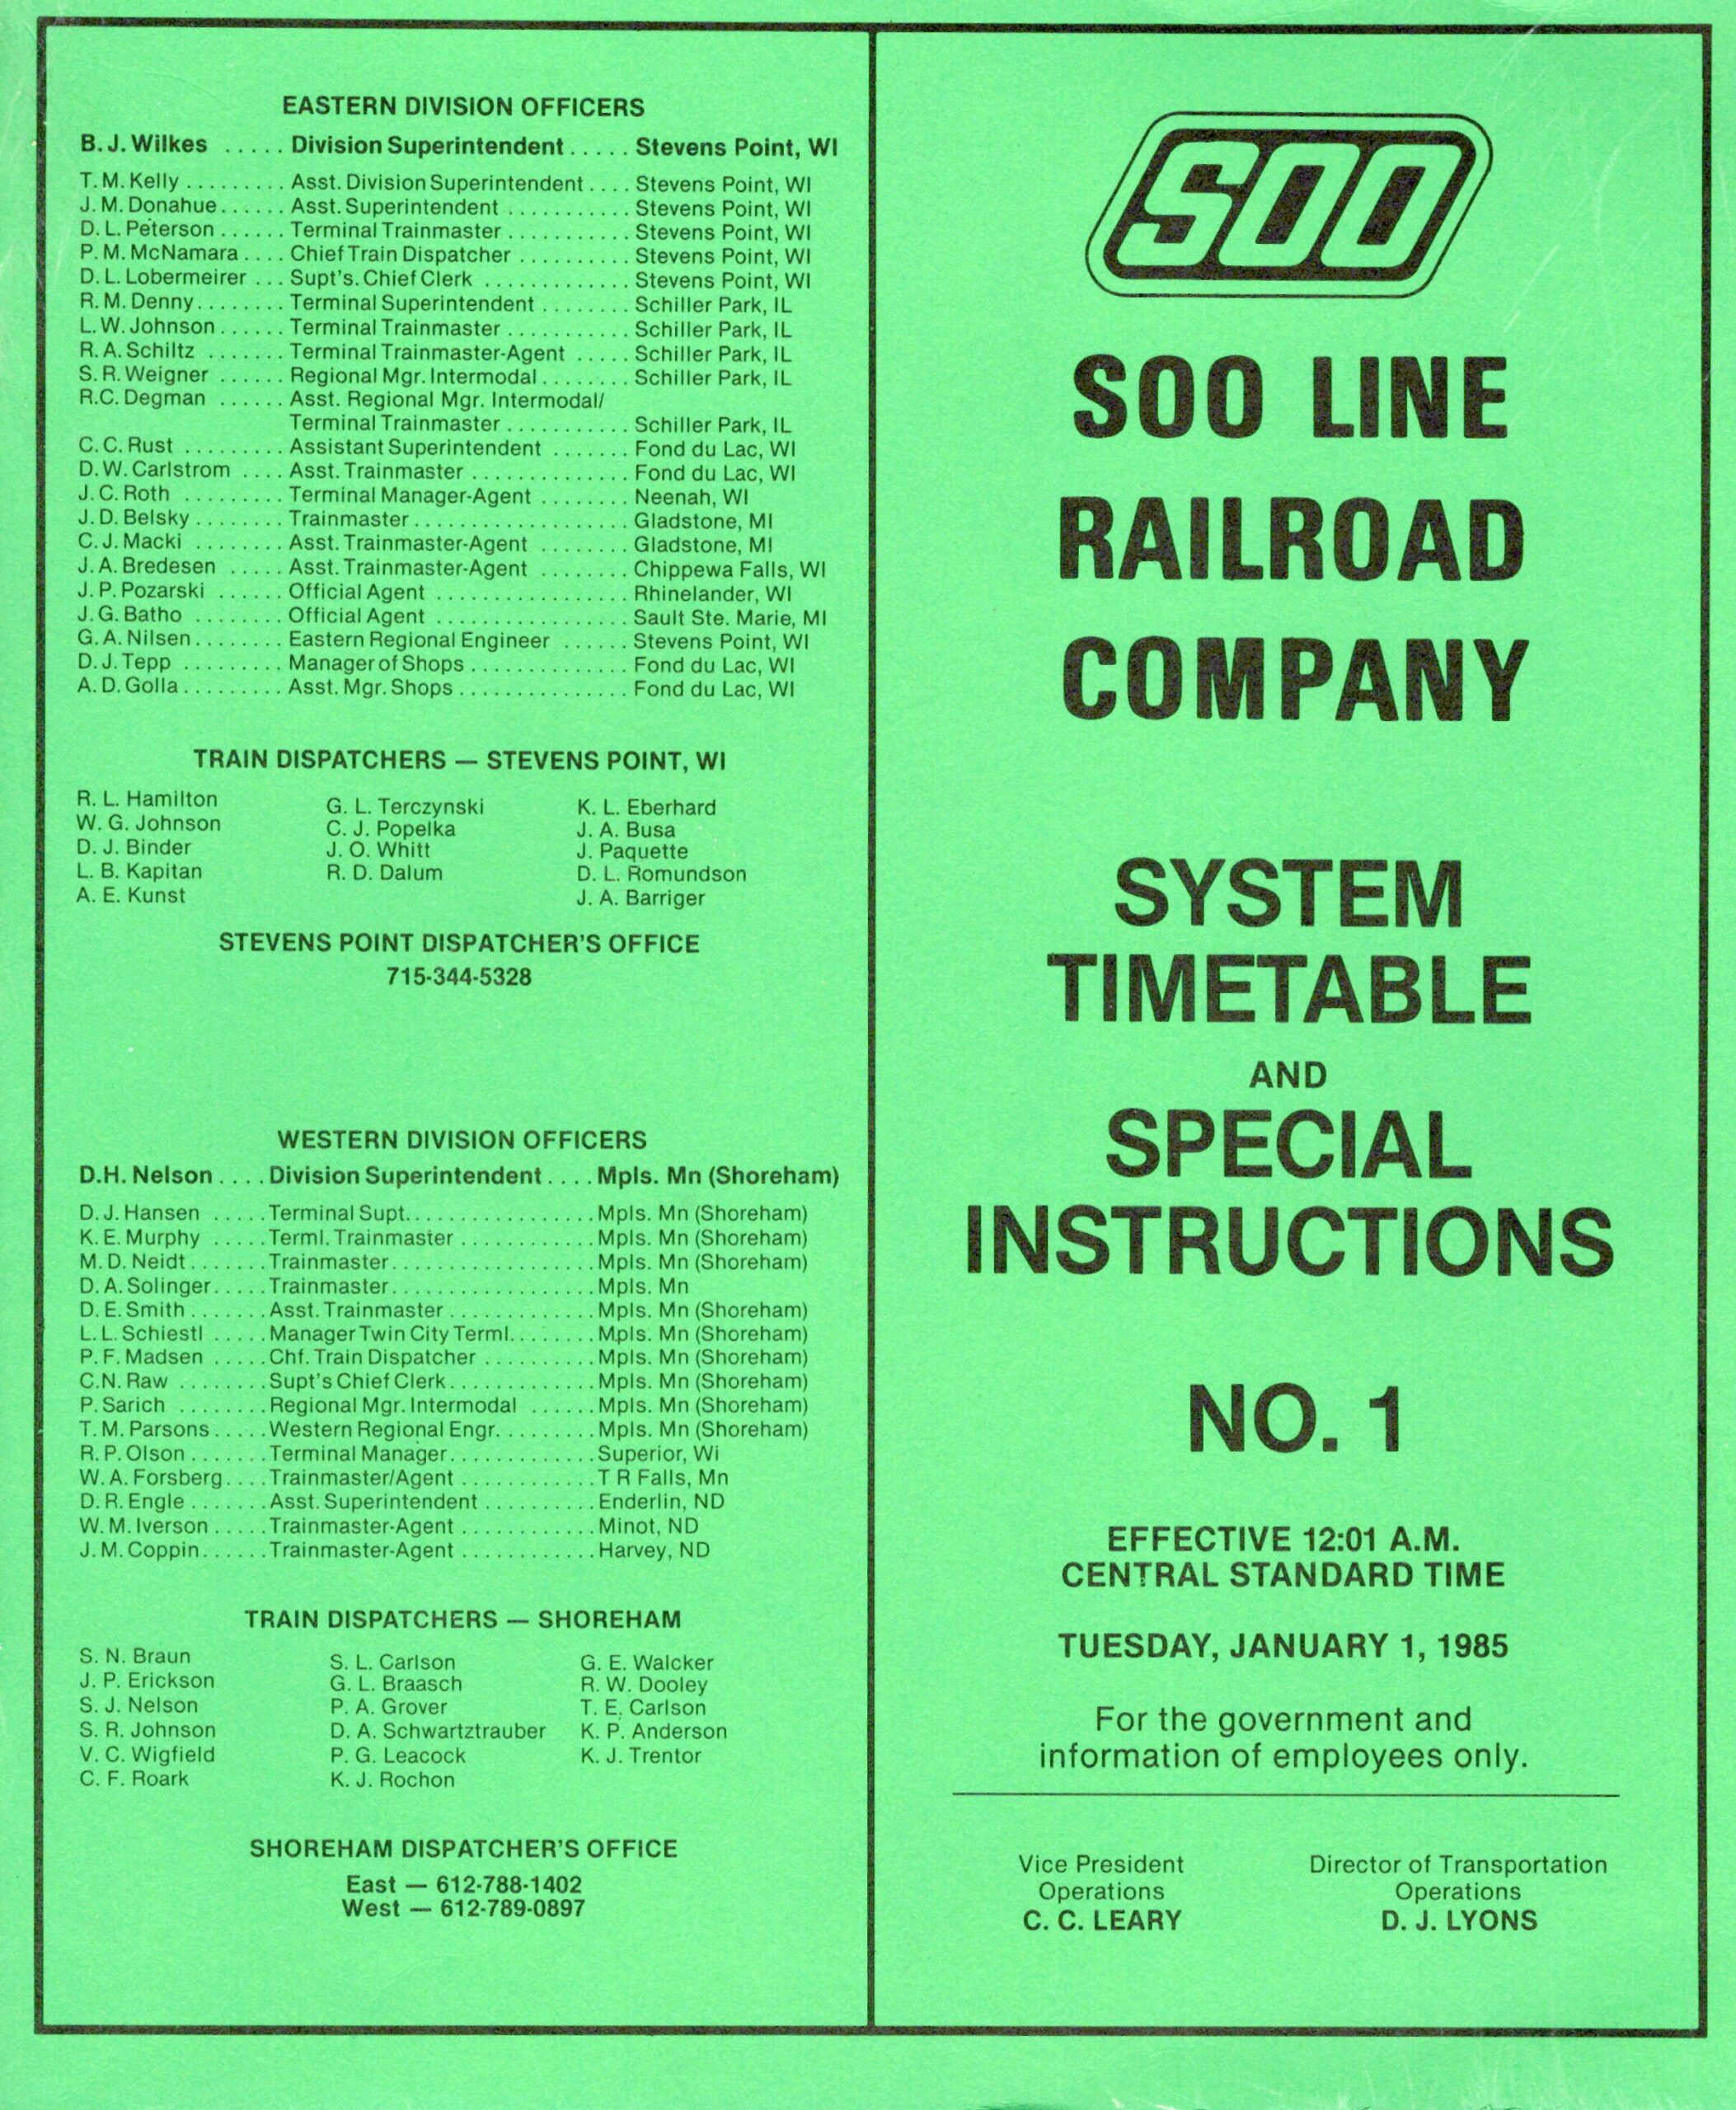 EASTERN DIVISION OFFICERS
B. J. Wilkes ..... Division Superintendent ..... Stevens Point, WI
T. M. Kelly ......... Asst. Division Superintendent .... Stevens Point, WI
J. M. Donahue ...... Asst. Superintendent ........... Stevens Point, WI
D. L. Peterson ...... Terminal Trainmaster ........... Stevens Point, WI
P. M. McNamara .... Chief Train Dispatcher .......... Stevens Point, WI
D. L. Lobermeirer ... Supt's. Chief Clerk ............. Stevens Point, WI
R. M. Denny ........ Terminal Superintendent ........ Schiller Park, IL
L. W. Johnson ...... Terminal Trainmaster ........... Schiller Park, IL
R. A. Schiltz ....... Terminal Trainmaster-Agent ..... Schiller Park, IL
S. R. Weigner ...... Regional Mgr. Intermodal ........ Schiller Park, IL
R.C. Degman ...... Asst. Regional Mgr. Intermodal/
Terminal Trainmaster ........... Schiller Park, IL
C. C. Rust ......... Assistant Superintendent ....... Fond du Lac, WI
D. W. Carlstrom .... Asst. Trainmaster .............. Fond du Lac, WI
J. C. Roth ......... Terminal Manager-Agent ........ Neenah, WI
J. D. Belsky ........ Trainmaster ................... Gladstone, MI
C. J. Macki ........ Asst. Trainmaster-Agent ........ Gladstone, MI
J. A. Bredesen ..... Asst. Trainmaster-Agent ........ Chippewa Falls, WI
J. P. Pozarski ...... Official Agent ................. Rhinelander, WI
J. G. Batho ........ Official Agent ................. Sault Ste. Marie, MI
G. A. Nilsen ........ Eastern Regional Engineer ...... Stevens Point, WI
D. J. Tepp ......... Manager of Shops .............. Fond du Lac, WI
A. D. Golla ......... Asst. Mgr. Shops ............... Fond du Lac, WI
TRAIN DISPATCHERS — STEVENS POINT, WI
R. L. Hamilton G. L. Terczynski K. L. Eberhard
W. G. Johnson C. J. Popelka J. A. Busa
D. J. Binder J. O. Whitt J. Paquette
L. B. Kapitan R. D. Dalum D. L. Romundson
A. E. Kunst J. A. Barriger
STEVENS POINT DISPATCHER'S OFFICE
715-344-5328
WESTERN DIVISION OFFICERS
D.H. Nelson .... Division Superintendent .... Mpls. Mn (Shoreham)
D. J. Hansen ..... Terminal Supt. ................ Mpls. Mn (Shoreham)
K. E. Murphy ..... Terml. Trainmaster ........... Mpls. Mn (Shoreham)
M. D. Neidt ....... Trainmaster ................. Mpls. Mn (Shoreham)
D. A. Solinger ..... Trainmaster ................. Mpls. Mn
D. E. Smith ....... Asst. Trainmaster ............ Mpls. Mn (Shoreham)
L. L. Schiestl ..... Manager Twin City Terml. ....... Mpls. Mn (Shoreham)
P. F. Madsen ..... Chf. Train Dispatcher .......... Mpls. Mn (Shoreham)
C.N. Raw ........ Supt's Chief Clerk ............. Mpls. Mn (Shoreham)
P. Sarich ........ Regional Mgr. Intermodal ...... Mpls. Mn (Shoreham)
T. M. Parsons ..... Western Regional Engr. ........ Mpls. Mn (Shoreham)
R. P. Olson ....... Terminal Manager ............. Superior, Wi
W. A. Forsberg .... Trainmaster/Agent ............ T R Falls, Mn
D. R. Engle ....... Asst. Superintendent .......... Enderlin, ND
W. M. Iverson ..... Trainmaster-Agent ............ Minot, ND
J. M. Coppin ...... Trainmaster-Agent ............ Harvey, ND
TRAIN DISPATCHERS — SHOREHAM
S. N. Braun S. L. Carlson G. E. Walcker
J. P. Erickson G. L. Braasch R. W. Dooley
S. J. Nelson P. A. Grover T. E. Carlson
S. R. Johnson D. A. Schwartztrauber K. P. Anderson
V. C. Wigfield P. G. Leacock K. J. Trentor
C. F. Roark K. J. Rochon
SHOREHAM DISPATCHER'S OFFICE
East — 612-788-1402
West — 612-789-0897
SOO
SOO LINE
RAILROAD
COMPANY
SYSTEM
TIMETABLE
AND
SPECIAL
INSTRUCTIONS
NO. 1
EFFECTIVE 12:01 A.M.
CENTRAL STANDARD TIME
TUESDAY, JANUARY 1, 1985
For the government and
information of employees only.
Vice President Director of Transportation
Operations Operations
C. C. LEARY D. J. LYONS